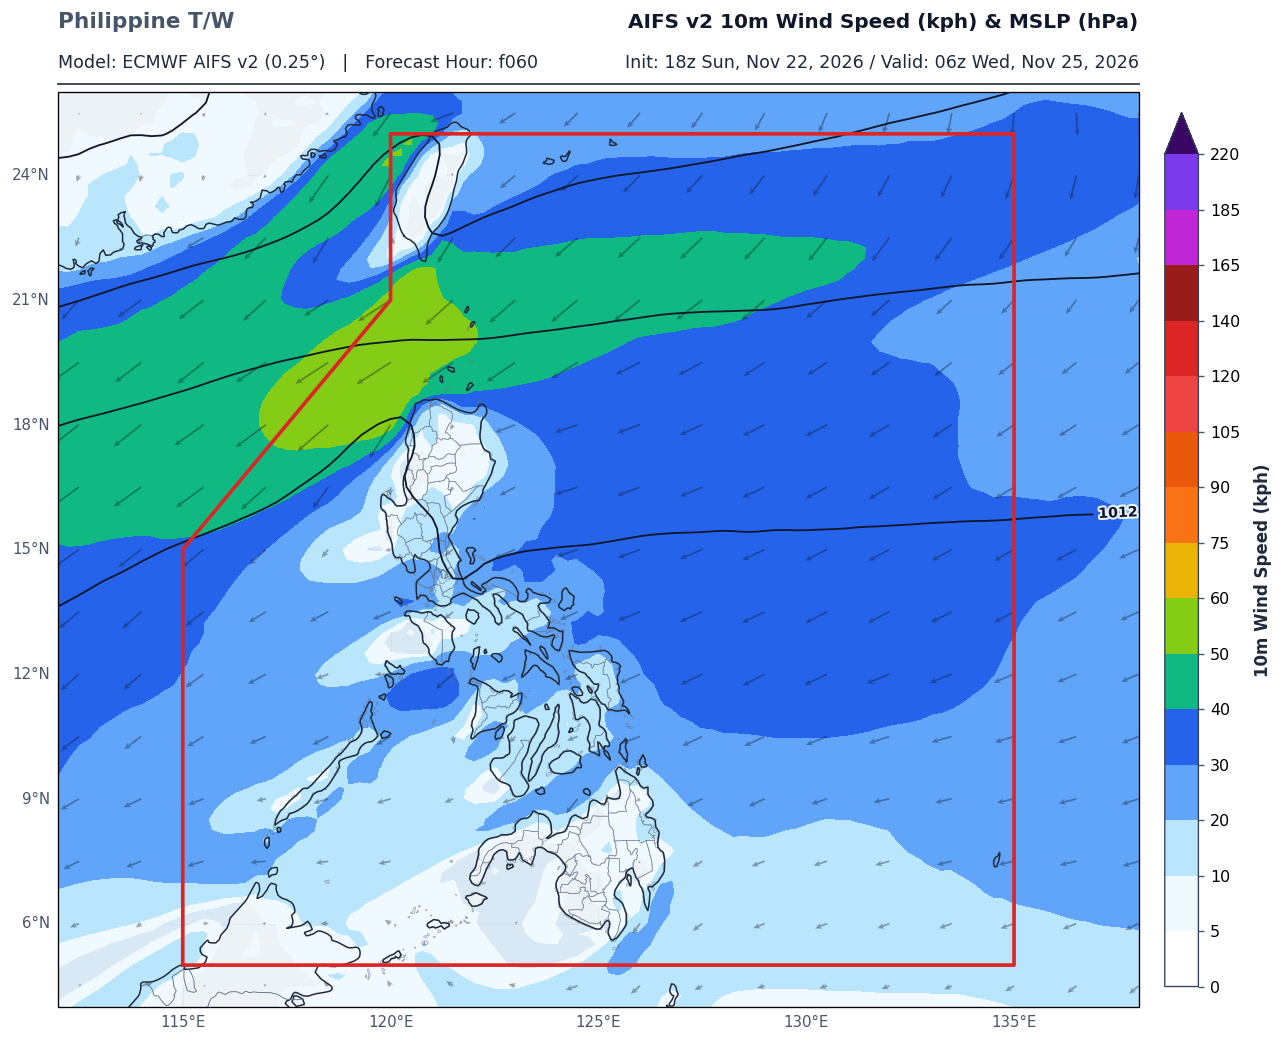 Philippine T/W
AIFS v2 10m Wind Speed (kph) & MSLP (hPa)
Model: ECMWF AIFS v2 (0.25°) | Forecast Hour: f060
Init: 18z Sun, Nov 22, 2026 / Valid: 06z Wed, Nov 25, 2026
24°N
21°N
18°N
15°N
12°N
9°N
6°N
115°E
120°E
125°E
130°E
135°E
1012
220
185
165
140
120
105
90
75
60
50
40
30
20
10
5
0
10m Wind Speed (kph)